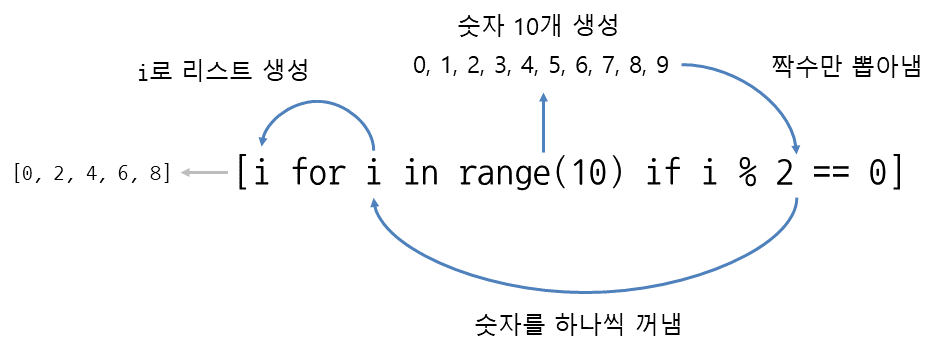 숫자 10개 생성
i로 리스트 생성
0, 1, 2, 3, 4, 5, 6, 7, 8, 9
짝수만 뽑아냄
[0, 2, 4, 6, 8]
[i for i in range(10) if i % 2 == 0]
숫자를 하나씩 꺼냄